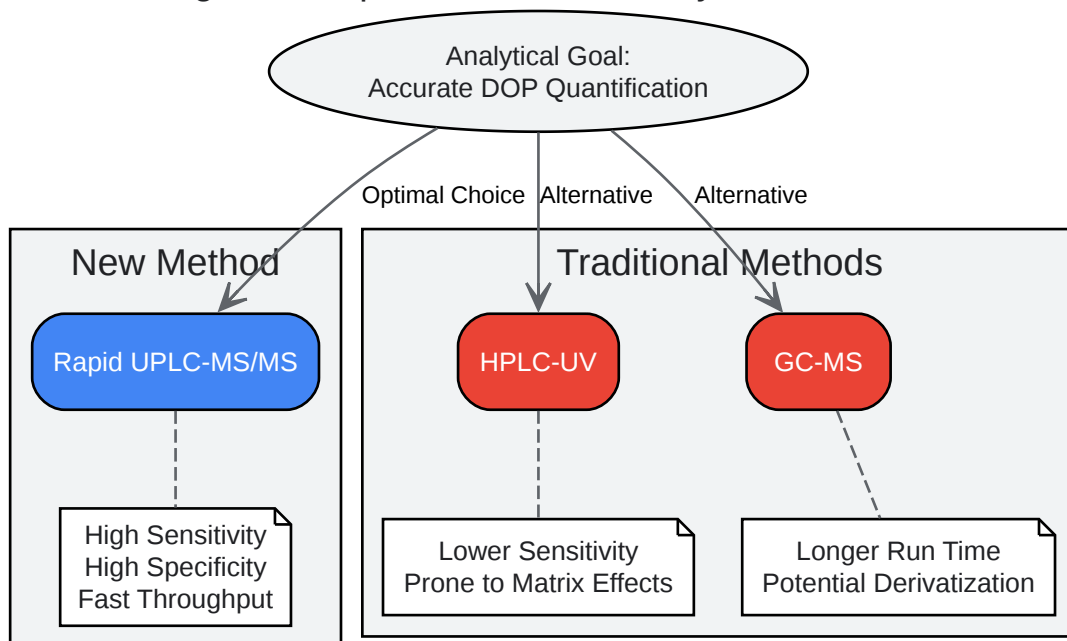 Analytical Goal:
Accurate DOP Quantification
Optimal Choice
Alternative
Alternative
New Method
Traditional Methods
Rapid UPLC-MS/MS
HPLC-UV
GC-MS
High Sensitivity
High Specificity
Fast Throughput
Lower Sensitivity
Prone to Matrix Effects
Longer Run Time
Potential Derivatization